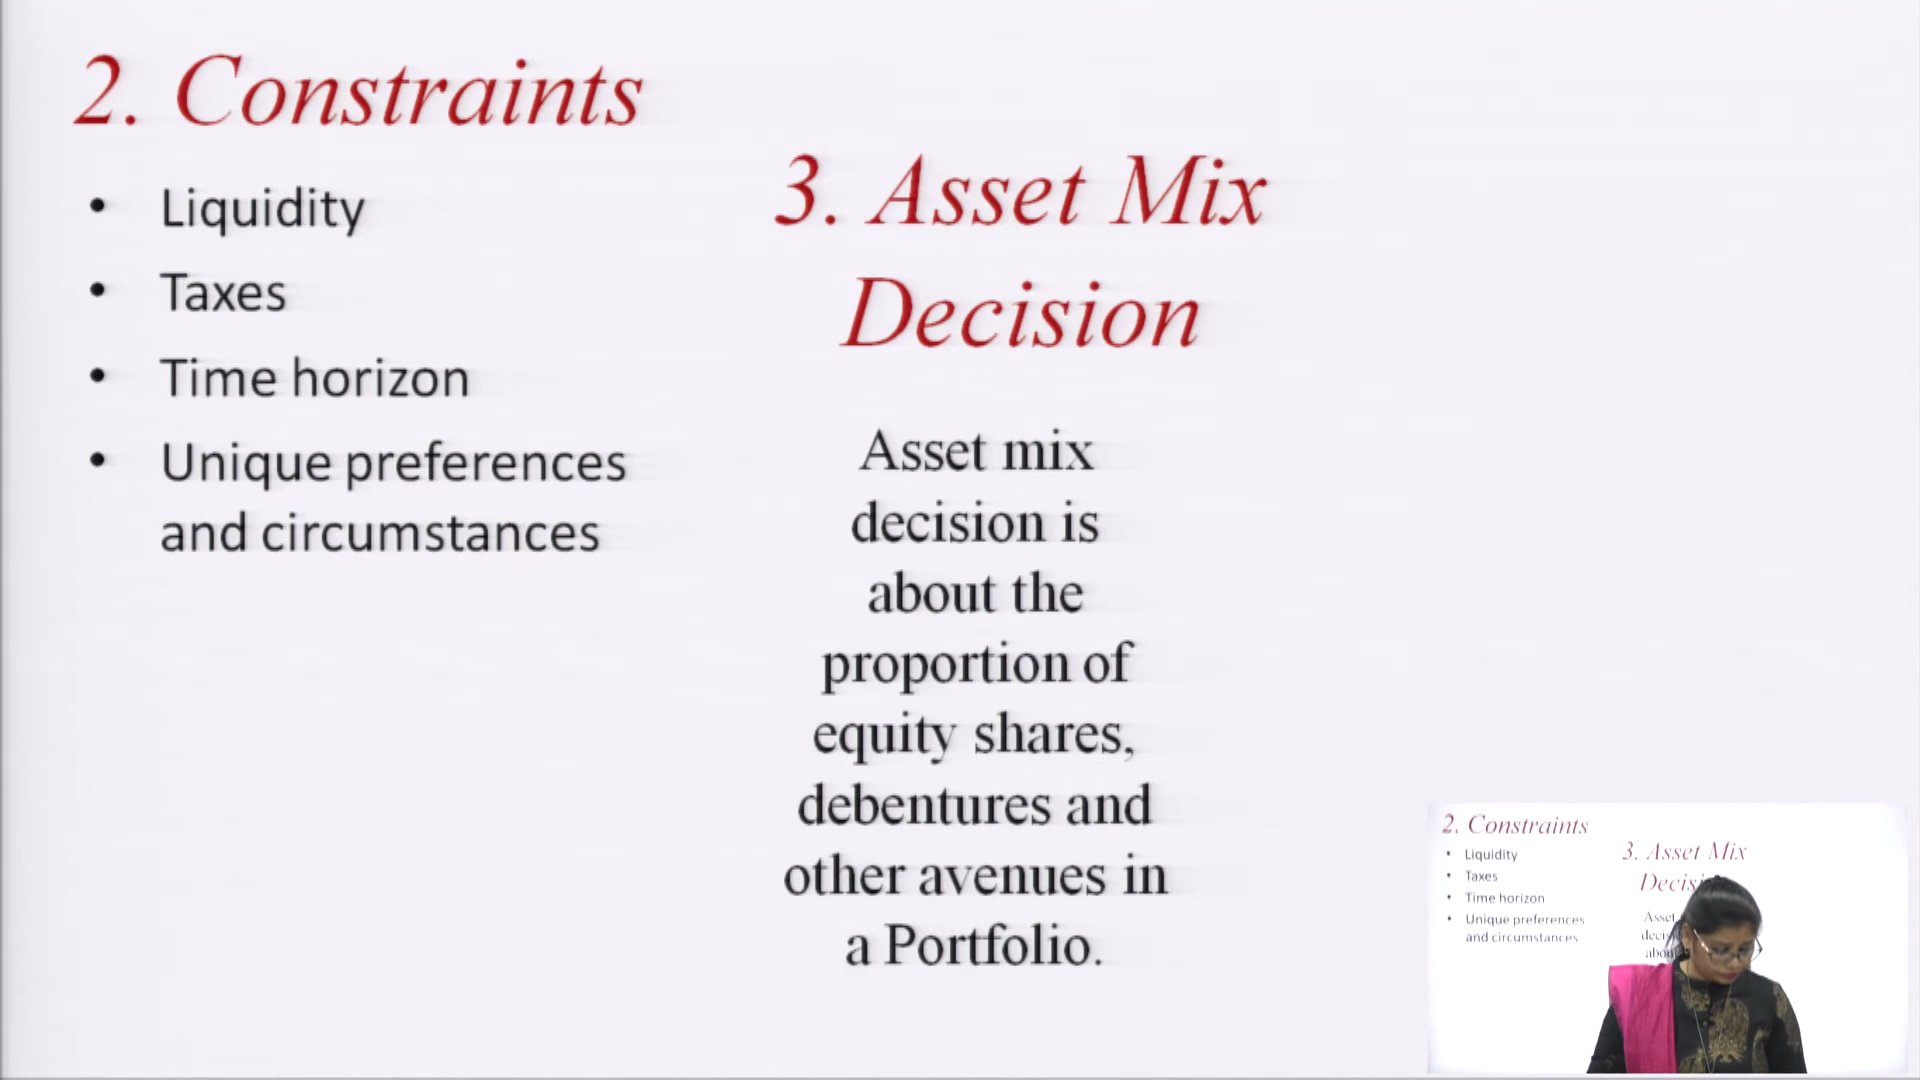 2. Constraints
• Liquidity
• Taxes
• Time horizon
• Unique preferences
and circumstances
3. Asset Mix
Decision
Asset mix
decision is
about the
proportion of
equity shares,
debentures and
other avenues in
a Portfolio.
2. Constraints
• Liquidity
• Taxes
• Time horizon
• Unique preferences
and circumstances
3. Asset Mix
Asset